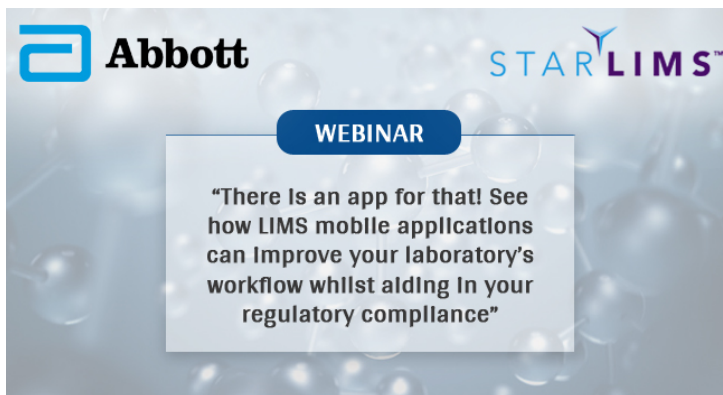 Abbott
STARLIMS™
WEBINAR
“There is an app for that! See
how LIMS mobile applications
can improve your laboratory’s
workflow whilst aiding in your
regulatory compliance”